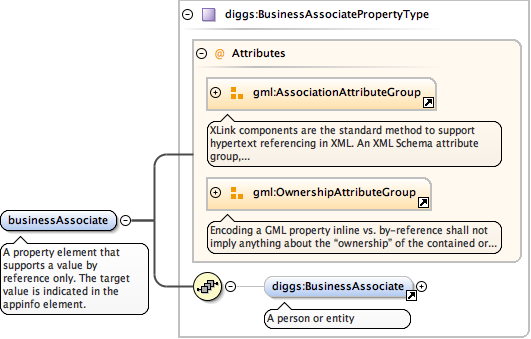 diggs:BusinessAssociatePropertyType
@ Attributes
gml:AssociationAttributeGroup
XLink components are the standard method to support
hypertext referencing in XML. An XML Schema attribute
group,...
gml:OwnershipAttributeGroup
Encoding a GML property inline vs. by-reference shall not
imply anything about the “ownership” of the contained or...
businessAssociate
A property element that
supports a value by
reference only. The target
value is indicated in the
appinfo element.
diggs:BusinessAssociate
A person or entity